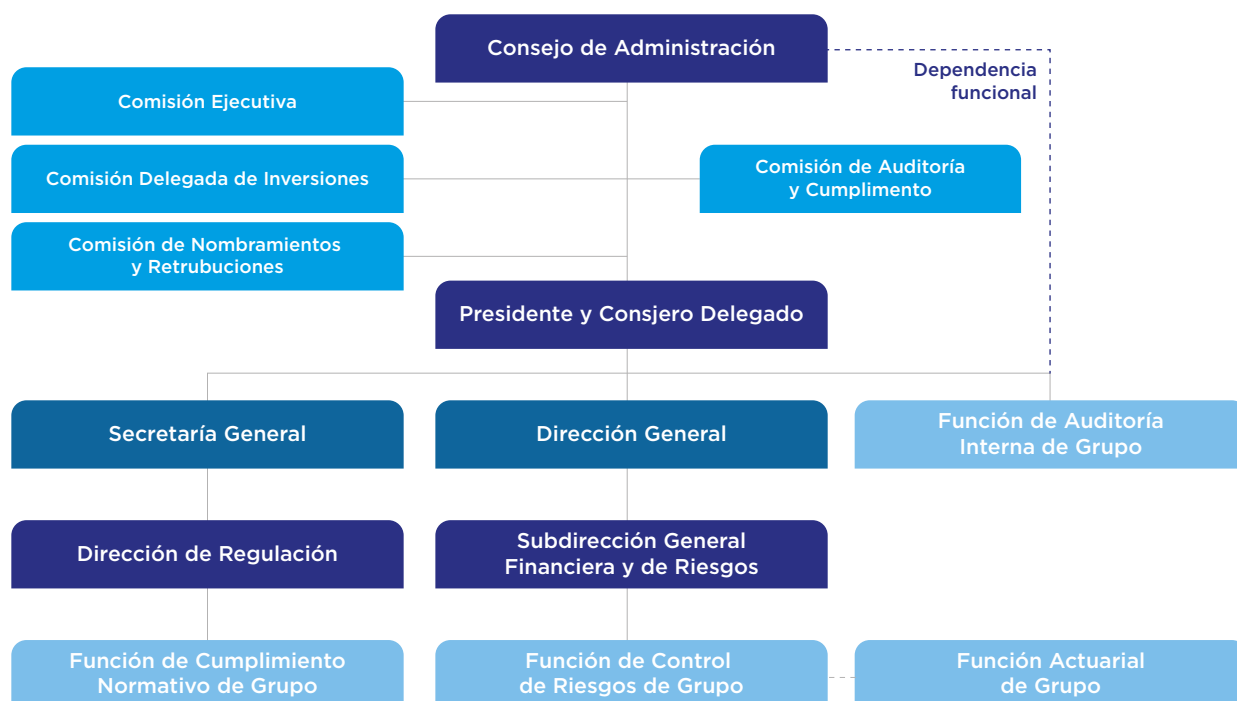 Consejo de Administración
Dependencia
funcional
Comisión Ejecutiva
Comisión Delegada de Inversiones
Comisión de Auditoría
y Cumplimento
Comisión de Nombramientos
y Retrubuciones
Presidente y Consjero Delegado
Secretaría General
Dirección General
Función de Auditoría
Interna de Grupo
Dirección de Regulación
Subdirección General
Financiera y de Riesgos
Función de Cumplimiento
Normativo de Grupo
Función de Control
de Riesgos de Grupo
Función Actuarial
de Grupo